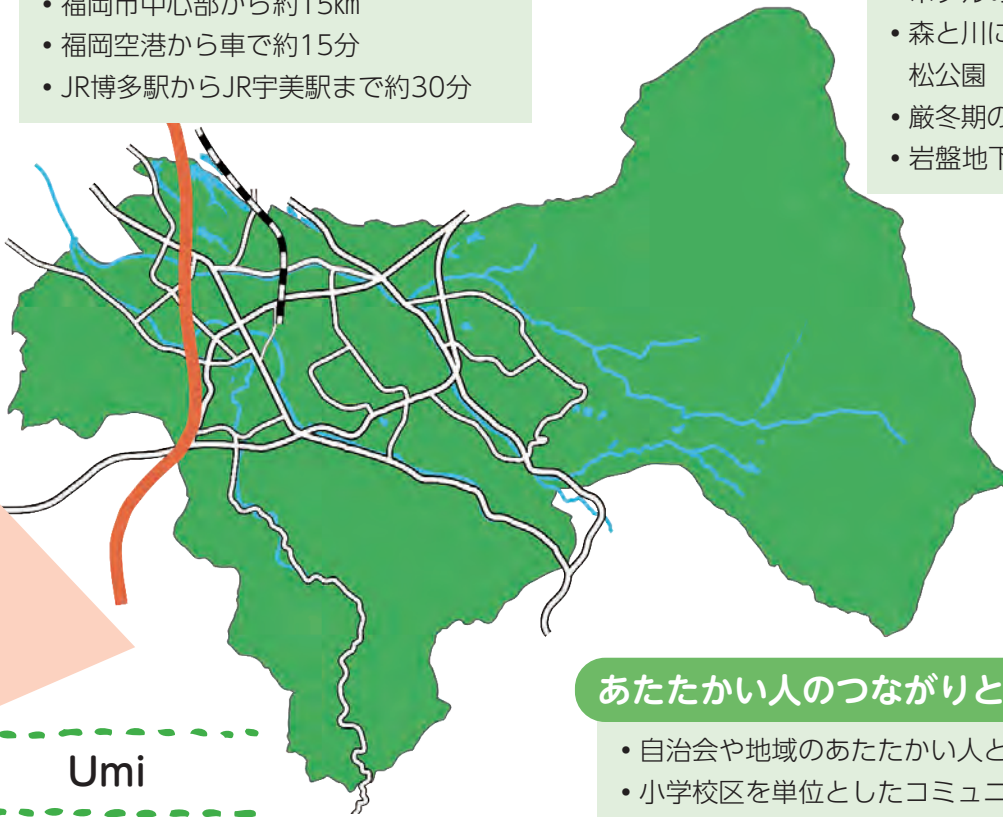 • 福岡市中心部から約15㎞
• 福岡空港から車で約15分
• JR博多駅からJR宇美駅まで約30分
• 森と川に
松公園
• 厳冬期の
• 岩盤地下
あたたかい人のつながりと
• 自治会や地域のあたたかい人と
• 小学校区を単位としたコミュニ
Umi